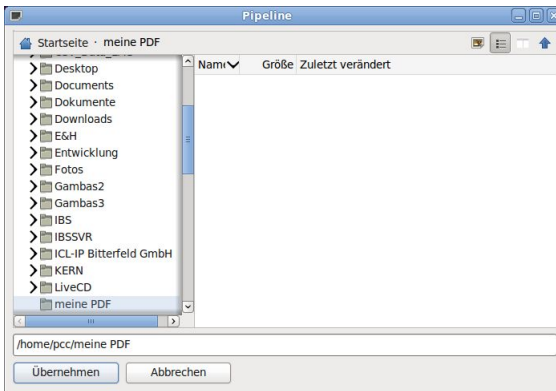 Pipeline
Startseite · meine PDF
Name Größe Zuletzt verändert
Desktop
Documents
Dokumente
Downloads
E&H
Entwicklung
Fotos
Gambas2
Gambas3
IBS
IBSSVR
ICL-IP Bitterfeld GmbH
KERN
LiveCD
meine PDF
/home/pcc/meine PDF
Übernehmen Abbrechen